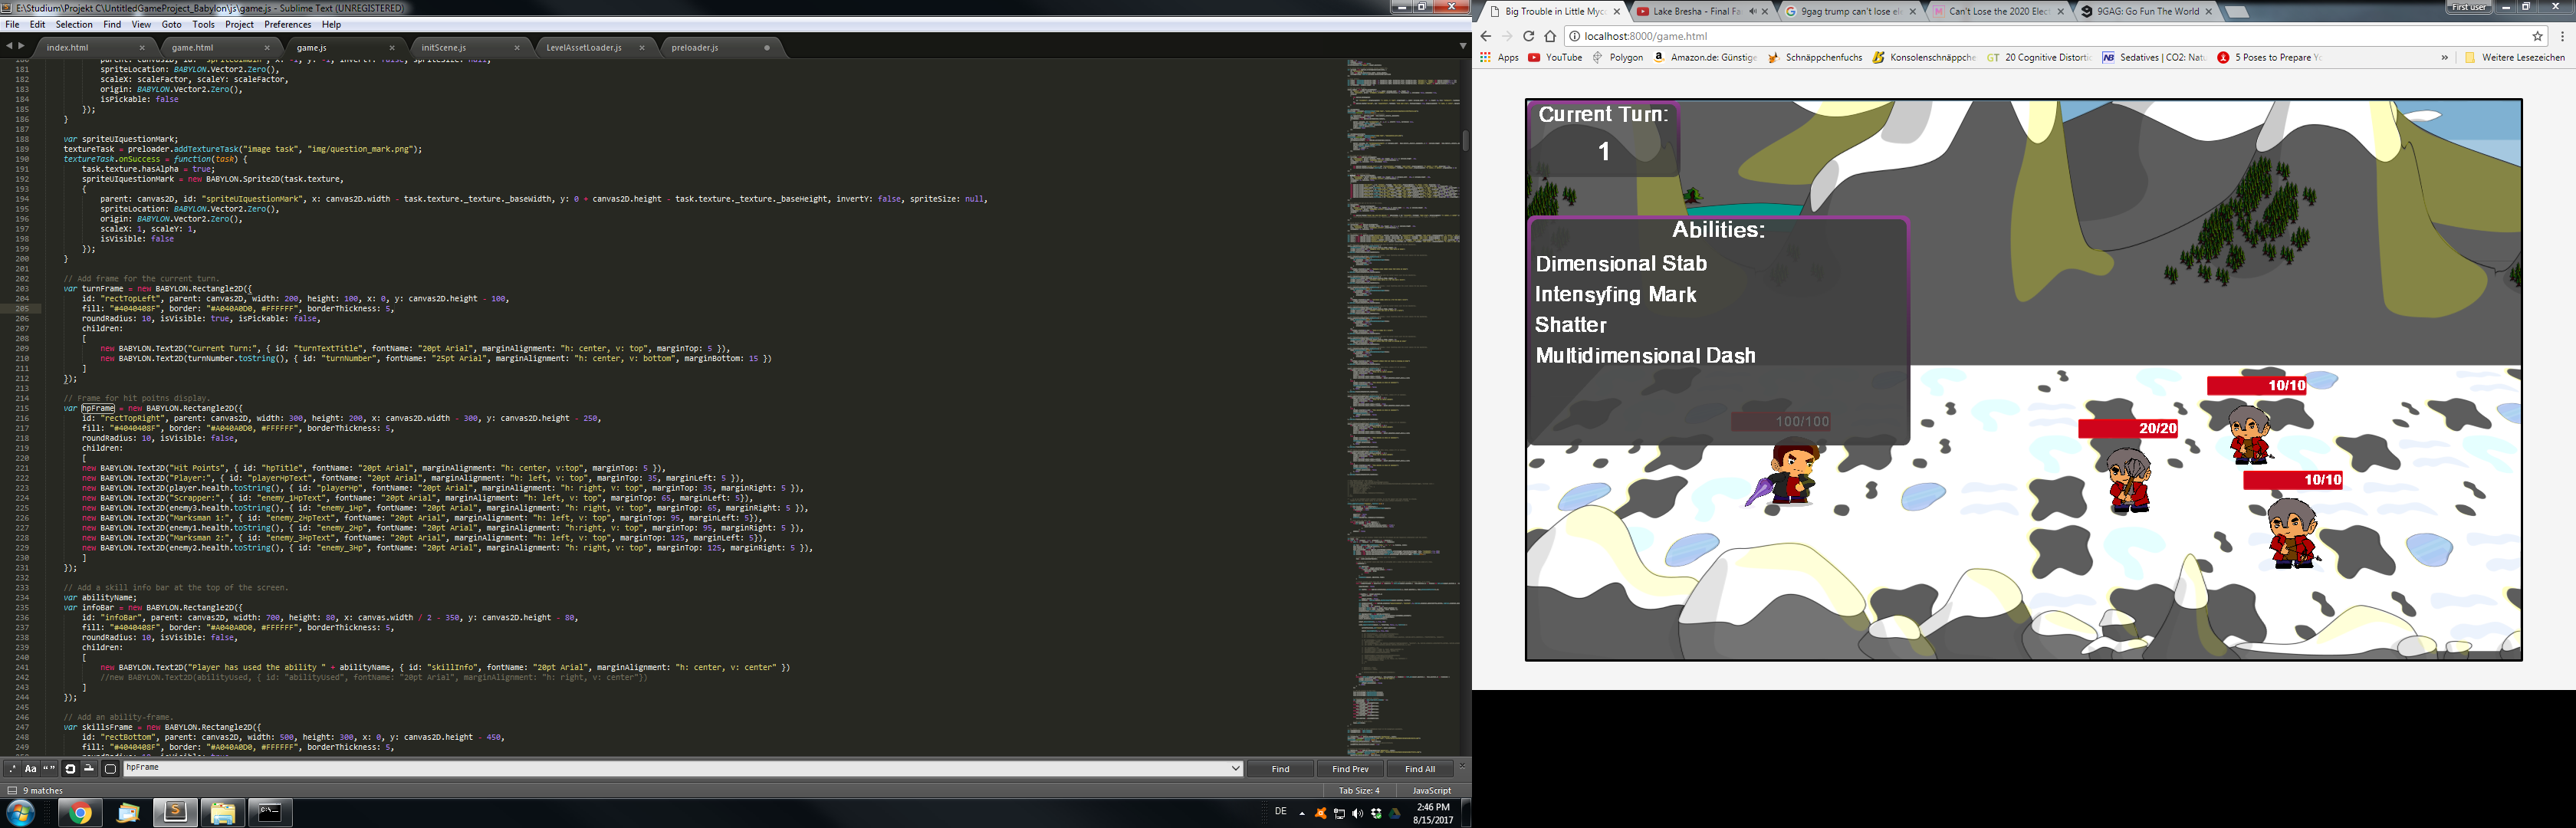 E:\Studium\Projekt C\UntitledGameProject_Babylon\js\game.js - Sublime Text (UNREGISTERED)
File Edit Selection Find View Goto Tools Project Preferences Help
index.html game.html game.js initScene.js LevelAssetLoader.js preloader.js
181 spriteLocation: BABYLON.Vector2.Zero(),
182 scaleX: scaleFactor, scaleY: scaleFactor,
183 origin: BABYLON.Vector2.Zero(),
184 isPickable: false
185 });
186 }
187
188 var spriteUIquestionMark;
189 textureTask = preloader.addTextureTask("image task", "img/question_mark.png");
190 textureTask.onSuccess = function(task) {
191 task.texture.hasAlpha = true;
192 spriteUIquestionMark = new BABYLON.Sprite2D(task.texture,
193 {
194 parent: canvas2D, id: "spriteUIquestionMark", x: canvas2D.width - task.texture._texture._baseWidth, y: 0 + canvas2D.height - task.texture._texture._baseHeight, invertY: false, spriteSize: null,
195 spriteLocation: BABYLON.Vector2.Zero(),
196 origin: BABYLON.Vector2.Zero(),
197 scaleX: 1, scaleY: 1,
198 isVisible: false
199 });
200 }
201
202 // Add frame for the current turn.
203 var turnFrame = new BABYLON.Rectangle2D({
204 id: "rectTopLeft", parent: canvas2D, width: 200, height: 100, x: 0, y: canvas2D.height - 100,
205 fill: "#4040408F", border: "#A040A0D0, #FFFFFF", borderThickness: 5,
206 roundRadius: 10, isVisible: true, isPickable: false,
207 children:
208 [
209 new BABYLON.Text2D("Current Turn:", { id: "turnTextTitle", fontName: "20pt Arial", marginAlignment: "h: center, v: top", marginTop: 5 }),
210 new BABYLON.Text2D(turnNumber.toString(), { id: "turnNumber", fontName: "25pt Arial", marginAlignment: "h: center, v: bottom", marginBottom: 15 })
211 ]
212 });
213
214 // Frame for hit poitns display.
215 var hpFrame = new BABYLON.Rectangle2D({
216 id: "rectTopRight", parent: canvas2D, width: 300, height: 200, x: canvas2D.width - 300, y: canvas2D.height - 250,
217 fill: "#4040408F", border: "#A040A0D0, #FFFFFF", borderThickness: 5,
218 roundRadius: 10, isVisible: false,
219 children:
220 [
221 new BABYLON.Text2D("Hit Points", { id: "hpTitle", fontName: "20pt Arial", marginAlignment: "h: center, v:top", marginTop: 5 }),
222 new BABYLON.Text2D("Player:", { id: "playerHpText", fontName: "20pt Arial", marginAlignment: "h: left, v: top", marginTop: 35, marginLeft: 5 }),
223 new BABYLON.Text2D(player.health.toString(), { id: "playerHp", fontName: "20pt Arial", marginAlignment: "h: right, v: top", marginTop: 35, marginRight: 5 }),
224 new BABYLON.Text2D("Scrapper:", { id: "enemy_1HpText", fontName: "20pt Arial", marginAlignment: "h: left, v: top", marginTop: 65, marginLeft: 5}),
225 new BABYLON.Text2D(enemy3.health.toString(), { id: "enemy_1Hp", fontName: "20pt Arial", marginAlignment: "h: right, v: top", marginTop: 65, marginRight: 5 }),
226 new BABYLON.Text2D("Marksman 1:", { id: "enemy_2HpText", fontName: "20pt Arial", marginAlignment: "h: left, v: top", marginTop: 95, marginLeft: 5}),
227 new BABYLON.Text2D(enemy1.health.toString(), { id: "enemy_2Hp", fontName: "20pt Arial", marginAlignment: "h:right, v: top", marginTop: 95, marginRight: 5 }),
228 new BABYLON.Text2D("Marksman 2:", { id: "enemy_3HpText", fontName: "20pt Arial", marginAlignment: "h: left, v: top", marginTop: 125, marginLeft: 5}),
229 new BABYLON.Text2D(enemy2.health.toString(), { id: "enemy_3Hp", fontName: "20pt Arial", marginAlignment: "h: right, v: top", marginTop: 125, marginRight: 5 }),
230 ]
231 });
232
233 // Add a skill info bar at the top of the screen.
234 var abilityName;
235 var infoBar = new BABYLON.Rectangle2D({
236 id: "infoBar", parent: canvas2D, width: 700, height: 80, x: canvas.width / 2 - 350, y: canvas2D.height - 80,
237 fill: "#4040408F", border: "#A040A0D0, #FFFFFF", borderThickness: 5,
238 roundRadius: 10, isVisible: false,
239 children:
240 [
241 new BABYLON.Text2D("Player has used the ability " + abilityName, { id: "skillInfo", fontName: "20pt Arial", marginAlignment: "h: center, v: center" })
242 //new BABYLON.Text2D(abilityUsed, { id: "abilityUsed", fontName: "20pt Arial", marginAlignment: "h: right, v: center"})
243 ]
244 });
245
246 // Add an ability-frame.
247 var skillsFrame = new BABYLON.Rectangle2D({
248 id: "rectBottom", parent: canvas2D, width: 500, height: 300, x: 0, y: canvas2D.height - 450,
249 fill: "#4040408F", border: "#A040A0D0, #FFFFFF", borderThickness: 5,
.* Aa “” hpFrame Find Find Prev Find All
9 matches Tab Size: 4 JavaScript
DE 2:46 PM
8/15/2017
Big Trouble in Little Myc Lake Bresha - Final Fa 9gag trump can't lose ele Can't Lose the 2020 Elect 9GAG: Go Fun The World First user
localhost:8000/game.html
Apps YouTube Polygon Amazon.de: Günstige Schnäppchenfuchs Konsolenschnäppche 20 Cognitive Distorti Sedatives | CO2: Natu 5 Poses to Prepare Yo » Weitere Lesezeichen
Current Turn:
1
Abilities:
Dimensional Stab
Intensyfing Mark
Shatter
Multidimensional Dash
10/10
100/100
20/20
10/10